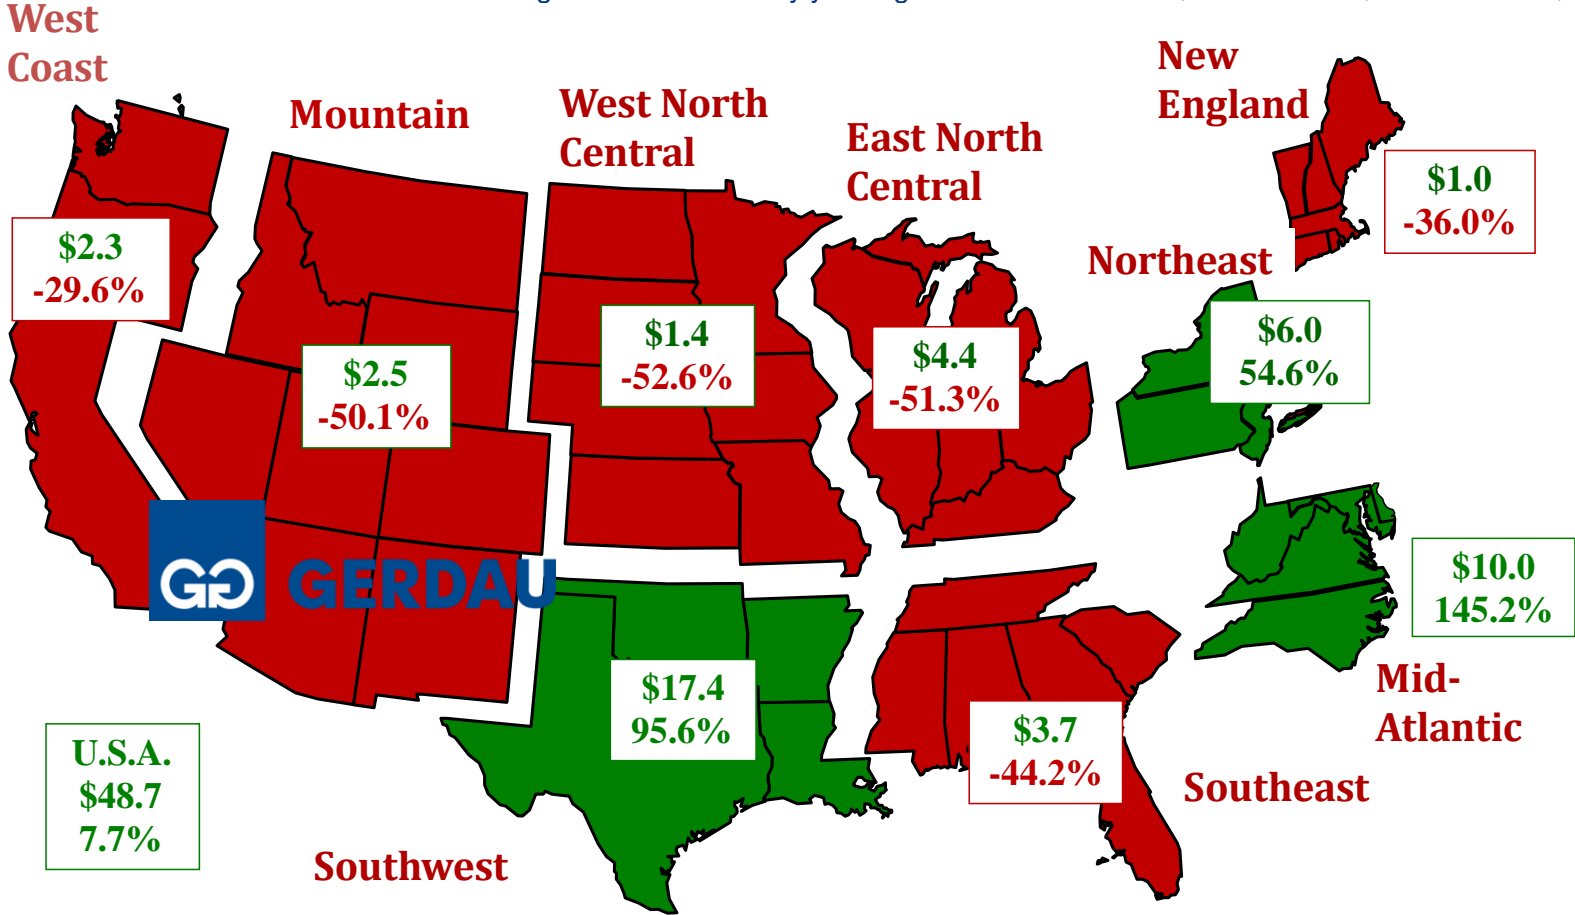 West
Coast
Mountain
West North
Central
East North
Central
New
England
$1.0
-36.0%
$2.3
-29.6%
Northeast
$6.0
54.6%
$1.4
-52.6%
$4.4
-51.3%
$2.5
-50.1%
GERDAU
$10.0
145.2%
$17.4
95.6%
Mid-
Atlantic
$3.7
-44.2%
Southeast
U.S.A.
$48.7
7.7%
Southwest